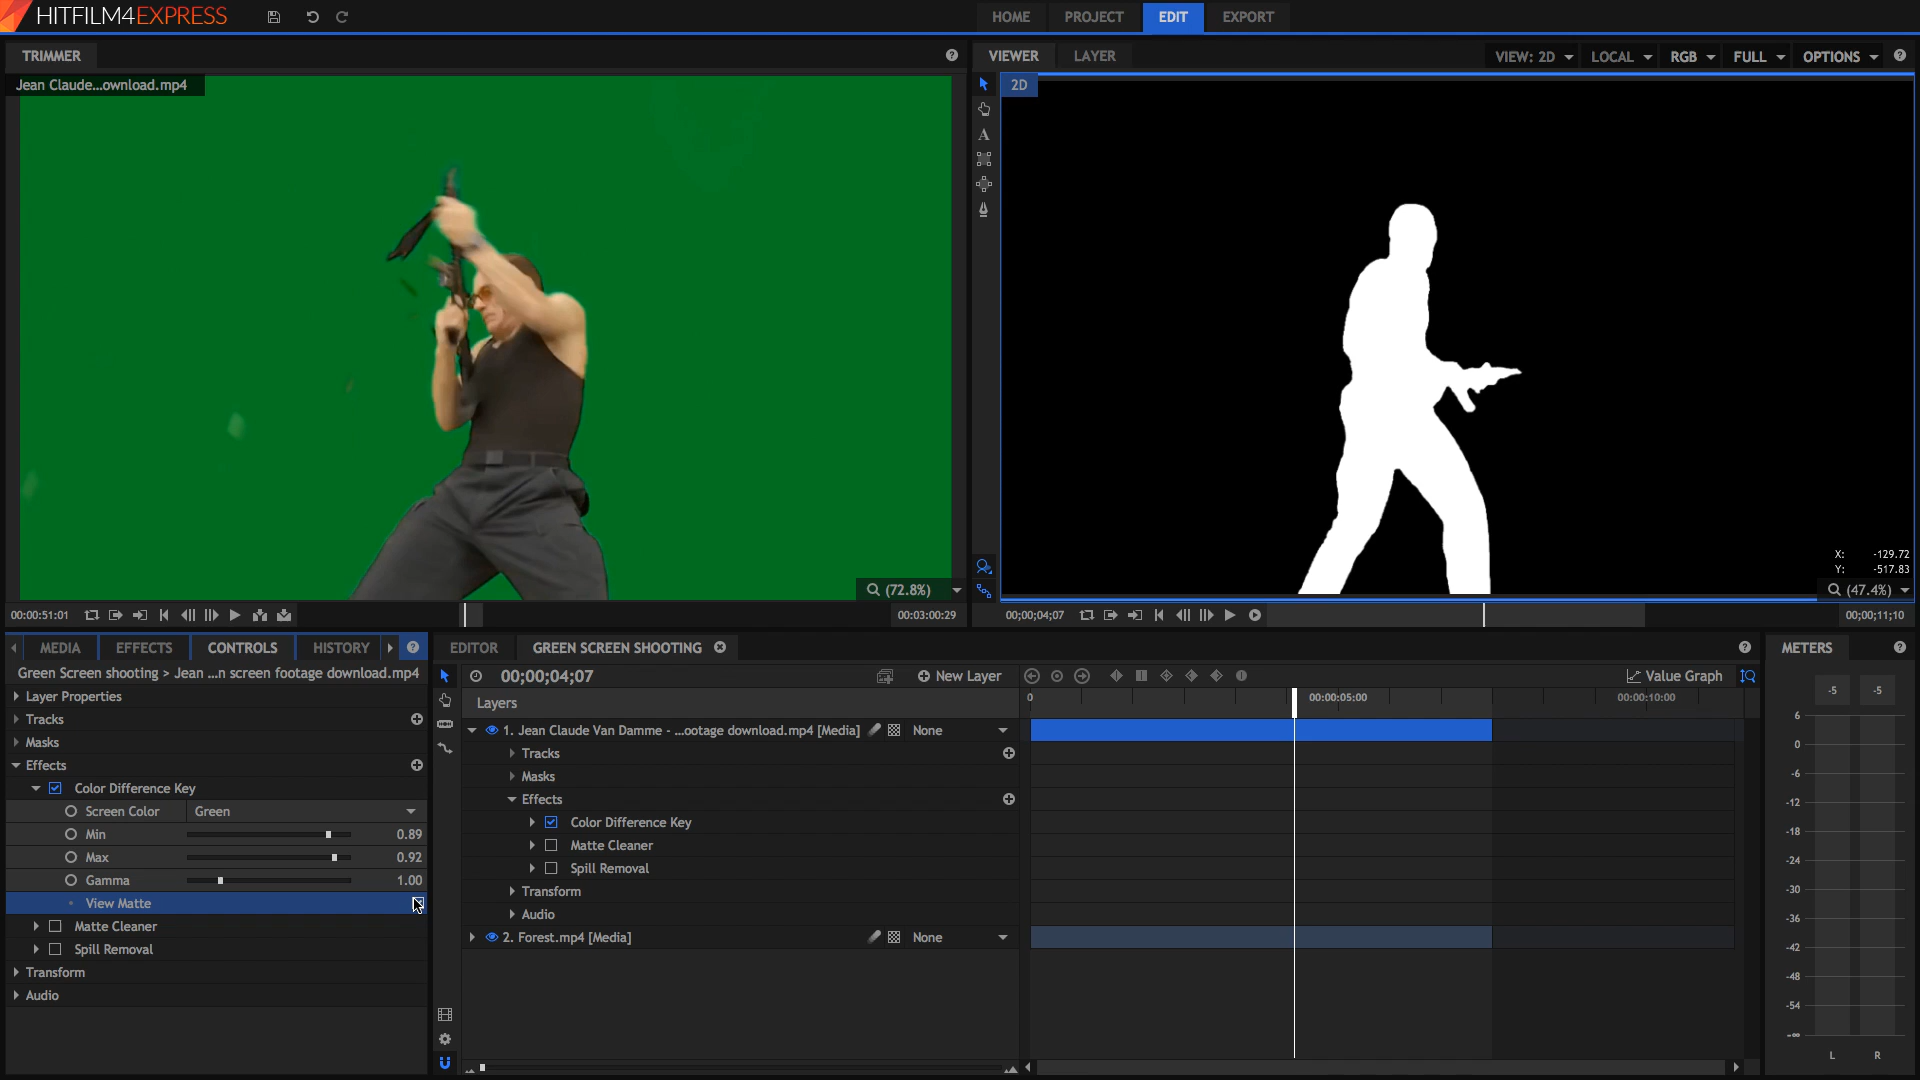 HITFILM4EXPRESS
HOME PROJECT EDIT EXPORT
TRIMMER
Jean Claude...ownload.mp4
(72.8%)
00:00:51:01
00:03:00:29
VIEWER LAYER
VIEW: 2D LOCAL RGB FULL OPTIONS
2D
A
X: -129.72
Y: -517.83
(47.4%)
00;00;04;07
00;00;11;10
MEDIA EFFECTS CONTROLS HISTORY
Green Screen shooting > Jean ...n screen footage download.mp4
Layer Properties
Tracks
Masks
Effects
Color Difference Key
Screen Color Green
Min 0.89
Max 0.92
Gamma 1.00
View Matte
Matte Cleaner
Spill Removal
Transform
Audio
EDITOR GREEN SCREEN SHOOTING
00;00;04;07 New Layer Value Graph
Layers
0 00:00:05:00 00:00:10:00
1. Jean Claude Van Damme - ...ootage download.mp4 [Media] None
Tracks
Masks
Effects
Color Difference Key
Matte Cleaner
Spill Removal
Transform
Audio
2. Forest.mp4 [Media] None
METERS
-5 -5
6
0
-6
-12
-18
-24
-30
-36
-42
-48
-54
-∞
L R